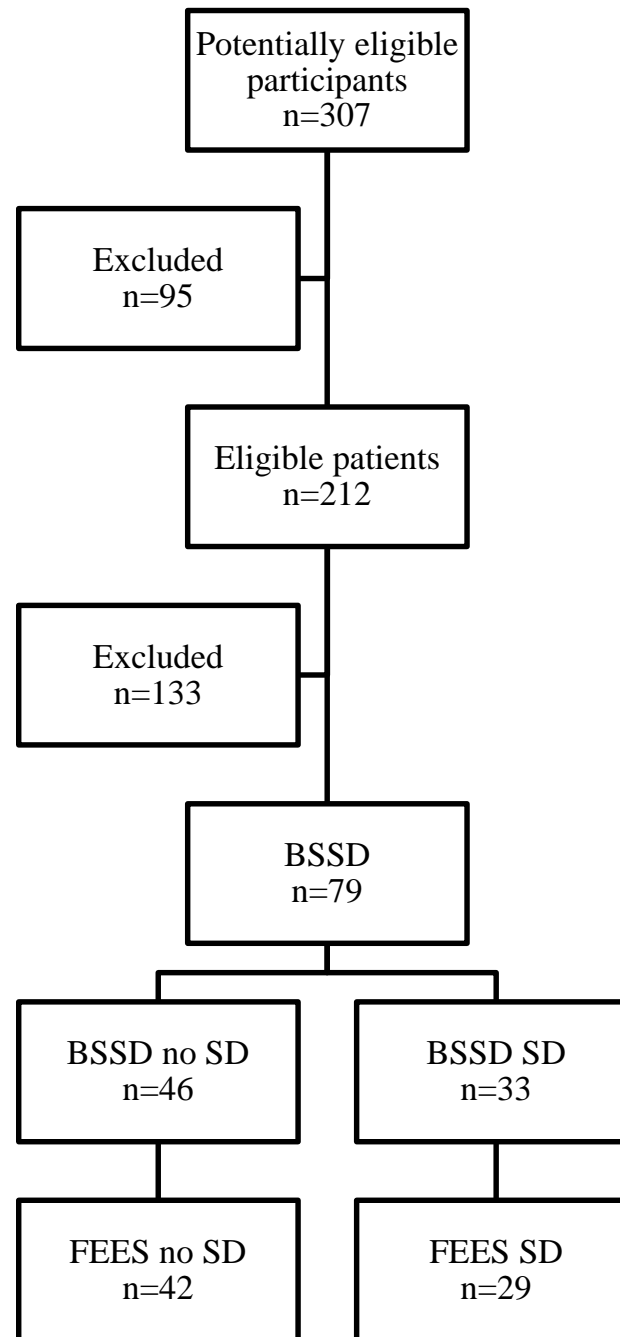 Potentially eligible
participants
n=307
Excluded
n=95
Eligible patients
n=212
Excluded
n=133
BSSD
n=79
BSSD no SD
n=46
BSSD SD
n=33
FEES no SD
n=42
FEES SD
n=29